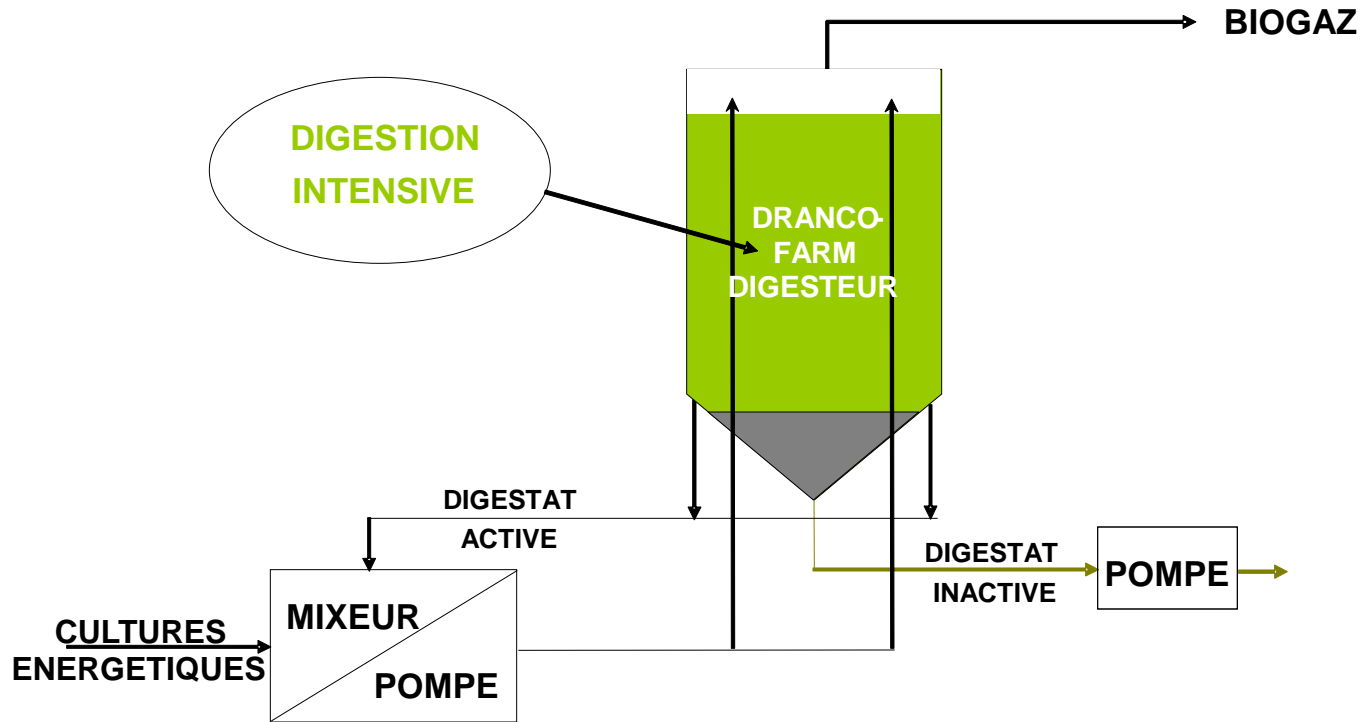 BIOGAZ
DIGESTION
INTENSIVE
DRANCO-
FARM
DIGESTEUR
DIGESTAT
ACTIVE
DIGESTAT
INACTIVE
POMPE
MIXEUR
POMPE
CULTURES
ENERGETIQUES